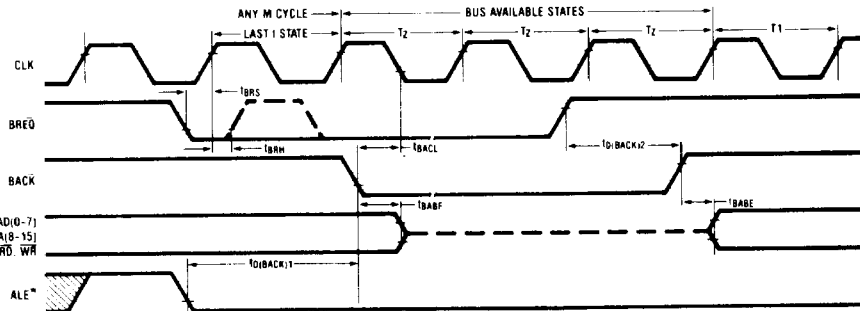 ANY M CYCLE
BUS AVAILABLE STATES
LAST T STATE
TZ
TZ
TZ
T1
CLK
tBRS
BREQ
tBRH
tBACL
tD(BACK)2
BACK
tBABF
tBABE
AD(0-7)
A(8-15)
RD, WR
tD(BACK)1
ALE*